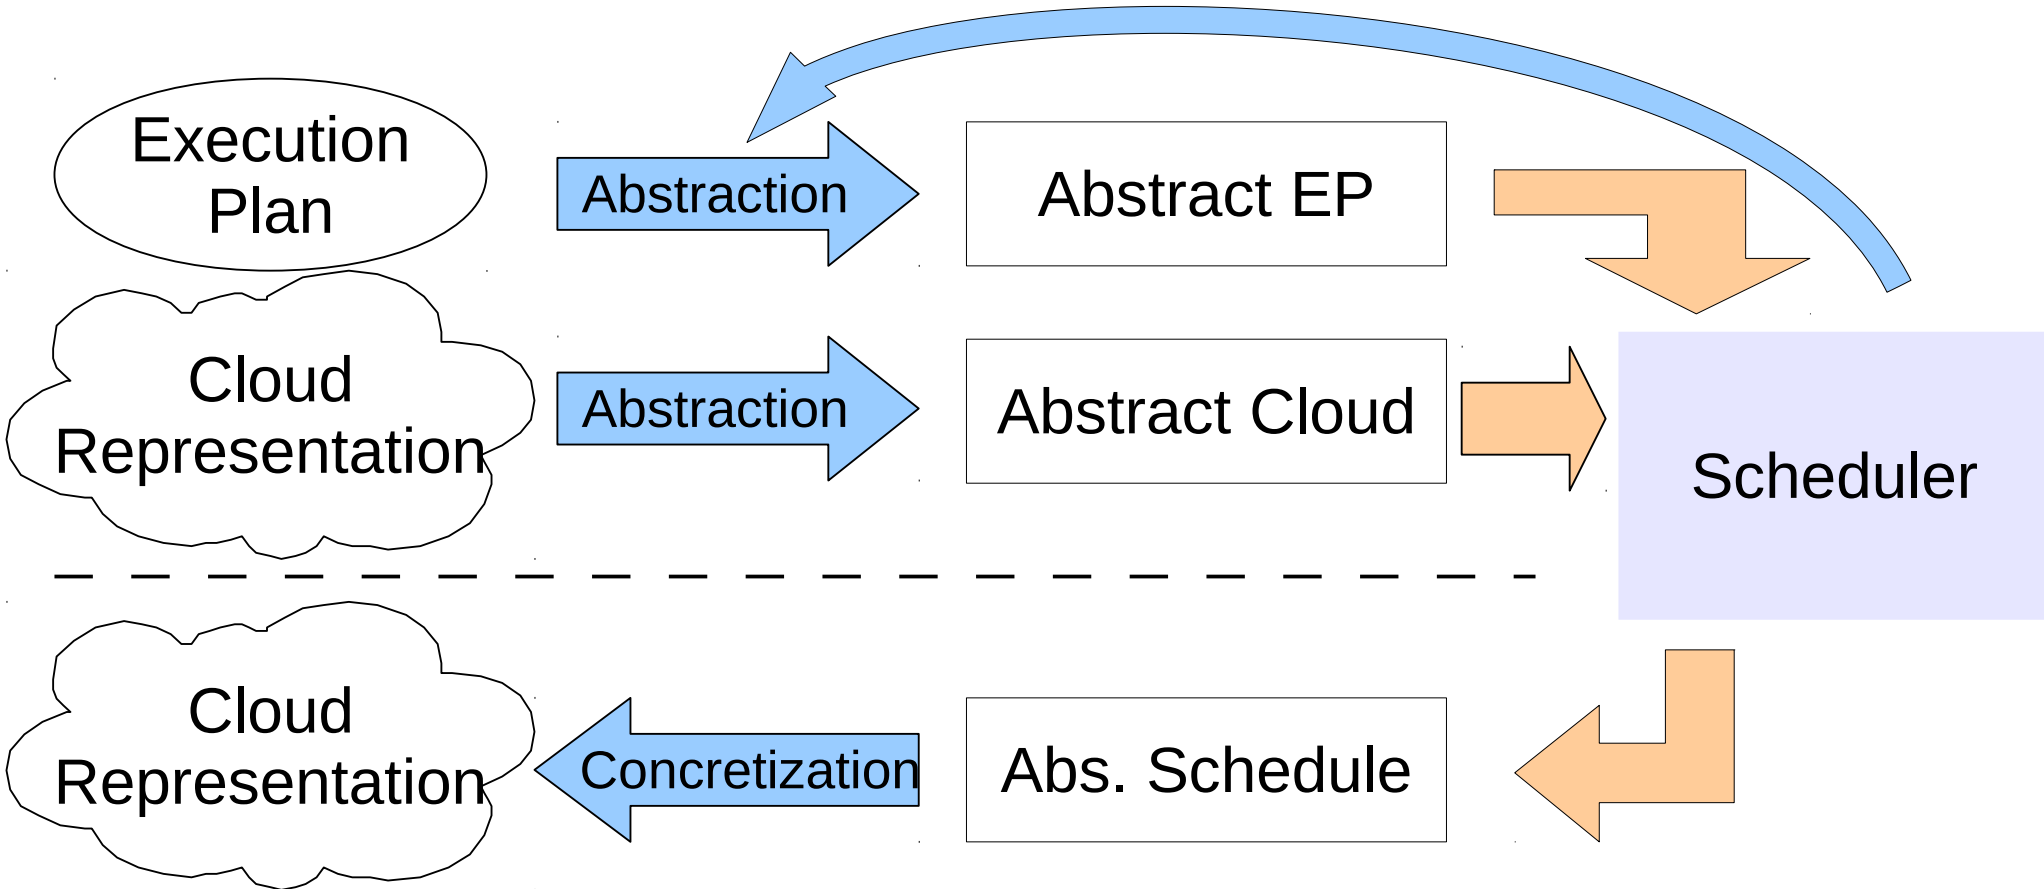 Execution
Plan
Abstraction
Abstract EP
Cloud
Representation
Abstraction
Abstract Cloud
Scheduler
Cloud
Representation
Concretization
Abs. Schedule